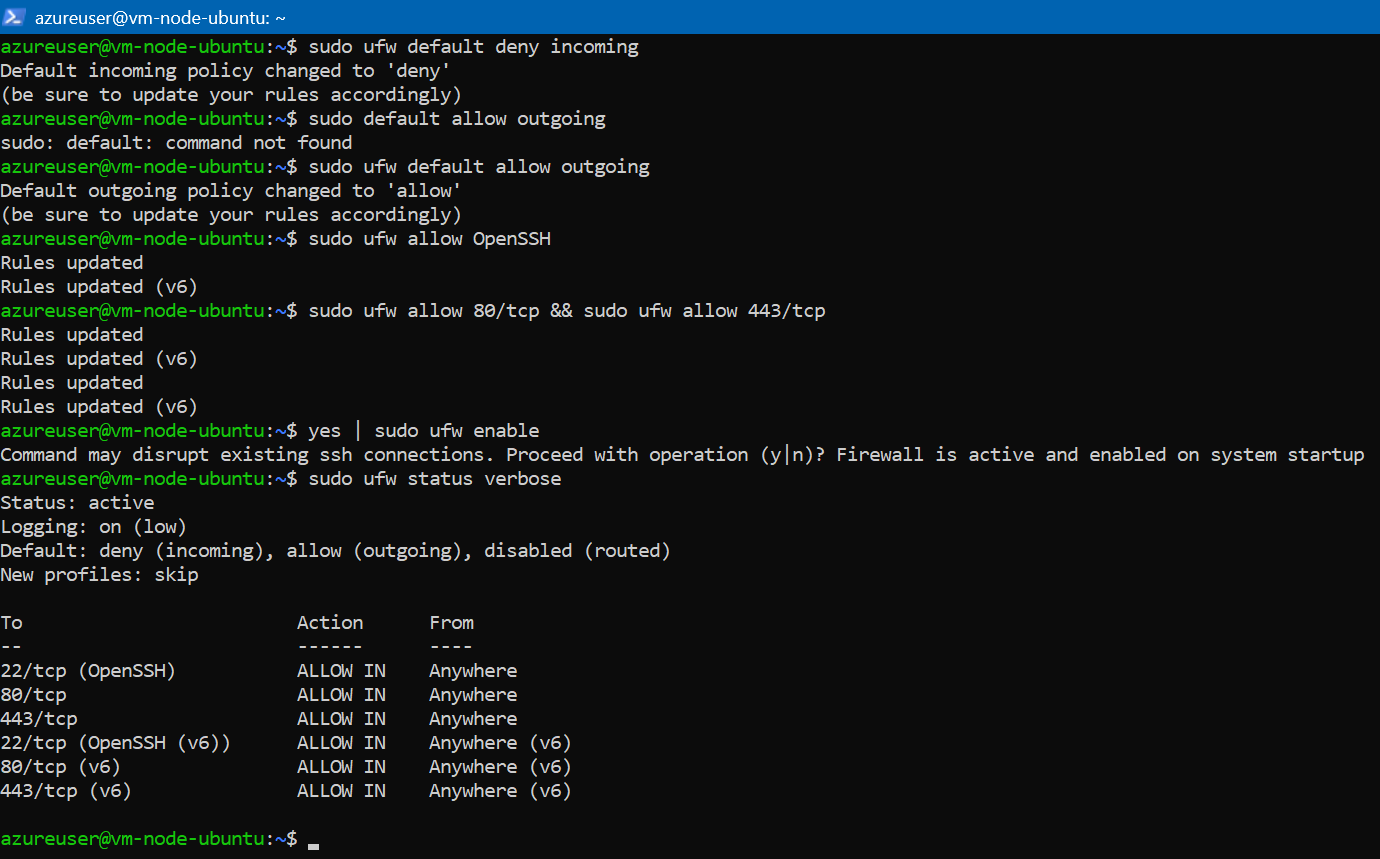 azureuser@vm-node-ubuntu: ~
azureuser@vm-node-ubuntu:~$ sudo ufw default deny incoming
Default incoming policy changed to 'deny'
(be sure to update your rules accordingly)
azureuser@vm-node-ubuntu:~$ sudo default allow outgoing
sudo: default: command not found
azureuser@vm-node-ubuntu:~$ sudo ufw default allow outgoing
Default outgoing policy changed to 'allow'
(be sure to update your rules accordingly)
azureuser@vm-node-ubuntu:~$ sudo ufw allow OpenSSH
Rules updated
Rules updated (v6)
azureuser@vm-node-ubuntu:~$ sudo ufw allow 80/tcp && sudo ufw allow 443/tcp
Rules updated
Rules updated (v6)
Rules updated
Rules updated (v6)
azureuser@vm-node-ubuntu:~$ yes | sudo ufw enable
Command may disrupt existing ssh connections. Proceed with operation (y|n)? Firewall is active and enabled on system startup
azureuser@vm-node-ubuntu:~$ sudo ufw status verbose
Status: active
Logging: on (low)
Default: deny (incoming), allow (outgoing), disabled (routed)
New profiles: skip

To                         Action      From
--                         ------      ----
22/tcp (OpenSSH)           ALLOW IN    Anywhere
80/tcp                     ALLOW IN    Anywhere
443/tcp                    ALLOW IN    Anywhere
22/tcp (OpenSSH (v6))      ALLOW IN    Anywhere (v6)
80/tcp (v6)                ALLOW IN    Anywhere (v6)
443/tcp (v6)               ALLOW IN    Anywhere (v6)

azureuser@vm-node-ubuntu:~$